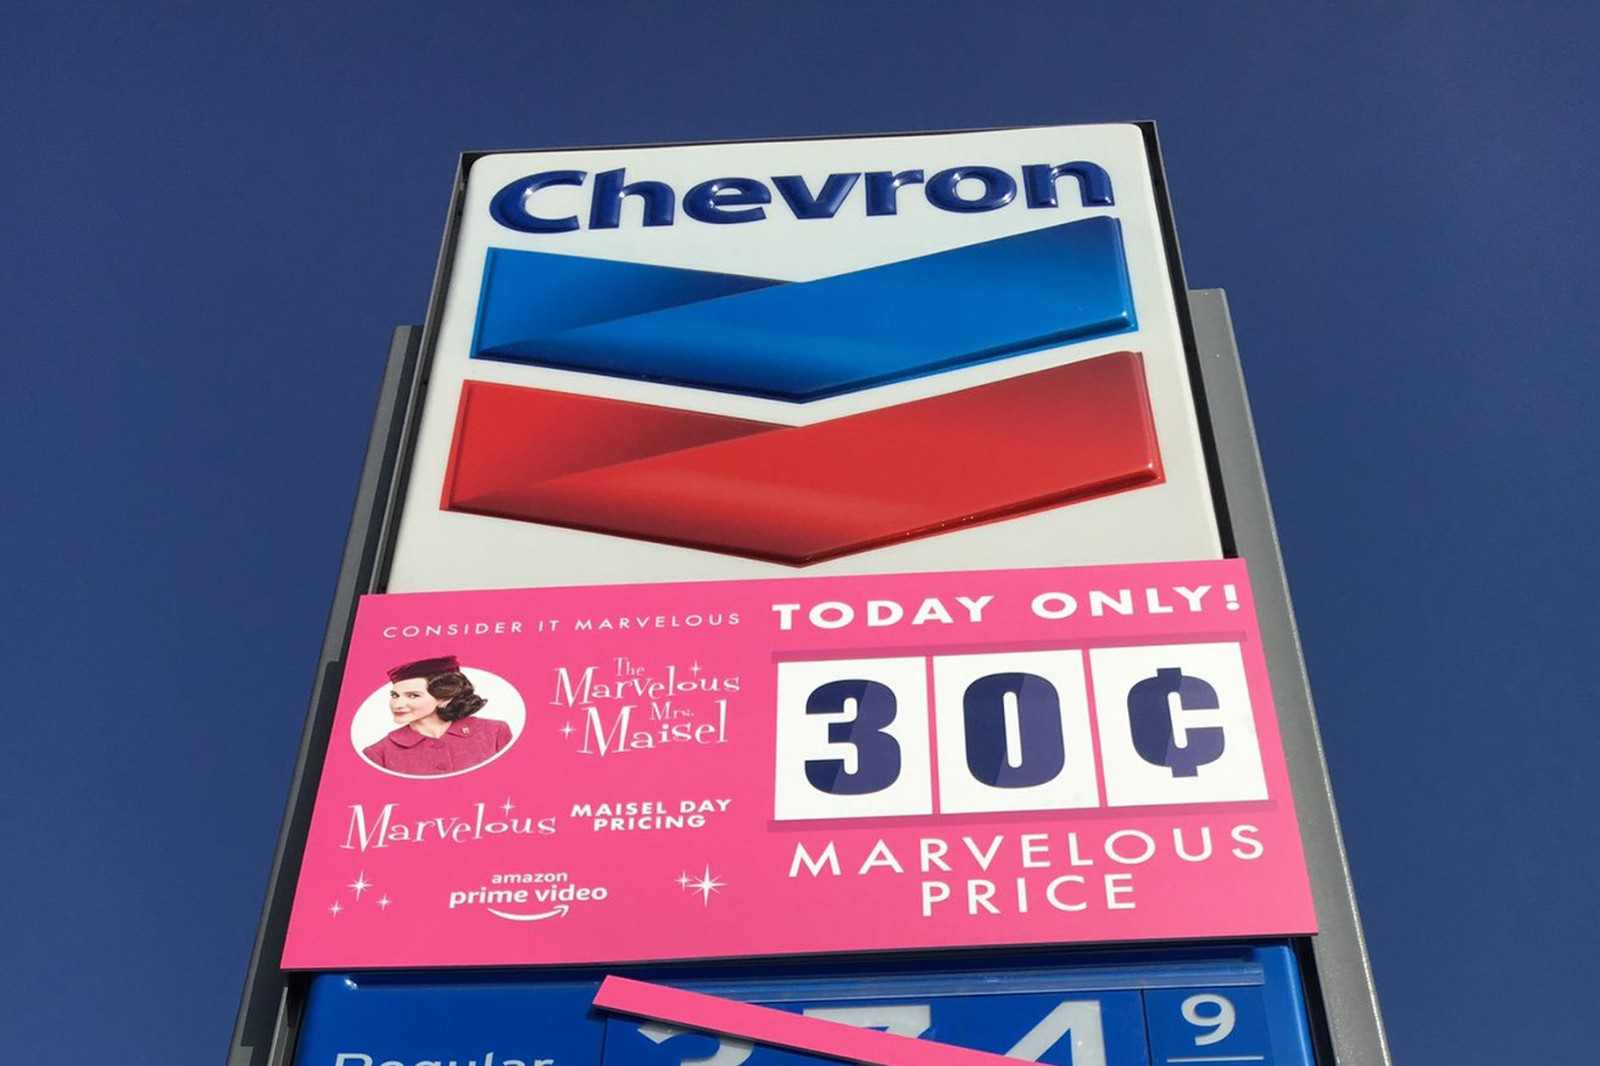 Chevron
CONSIDER IT MARVELOUS
The
Marvelous
Mrs.
Maisel
Marvelous
MAISEL DAY
PRICING
amazon
prime video
TODAY ONLY!
30¢
MARVELOUS
PRICE
Regular
9